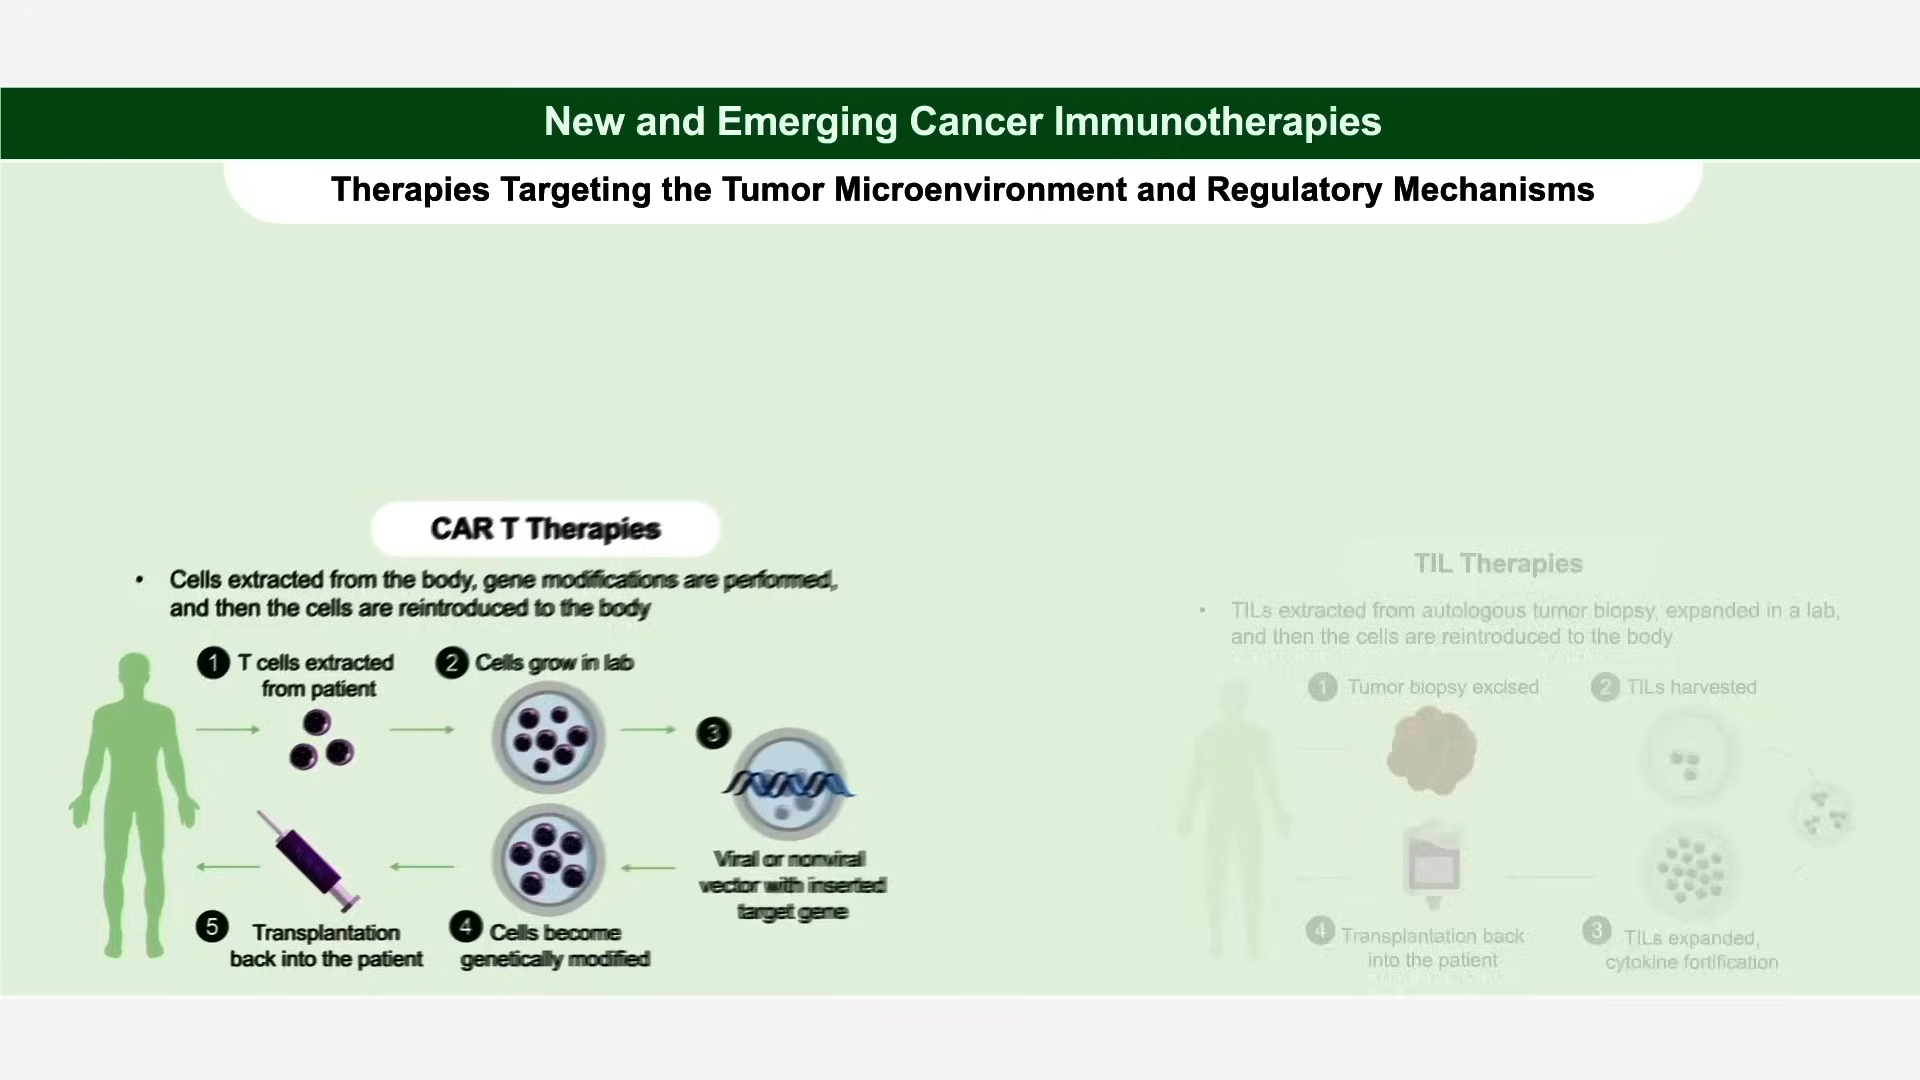 New and Emerging Cancer Immunotherapies
Therapies Targeting the Tumor Microenvironment and Regulatory Mechanisms
CAR T Therapies
• Cells extracted from the body, gene modifications are performed,
and then the cells are reintroduced to the body
1 T cells extracted
from patient
2 Cells grow in lab
3
Viral or nonviral
vector with inserted
target gene
4 Cells become
genetically modified
5 Transplantation
back into the patient
TIL Therapies
• TILs extracted from autologous tumor biopsy, expanded in a lab,
and then the cells are reintroduced to the body
1 Tumor biopsy excised
2 TILs harvested
3 TILs expanded,
cytokine fortification
4 Transplantation back
into the patient